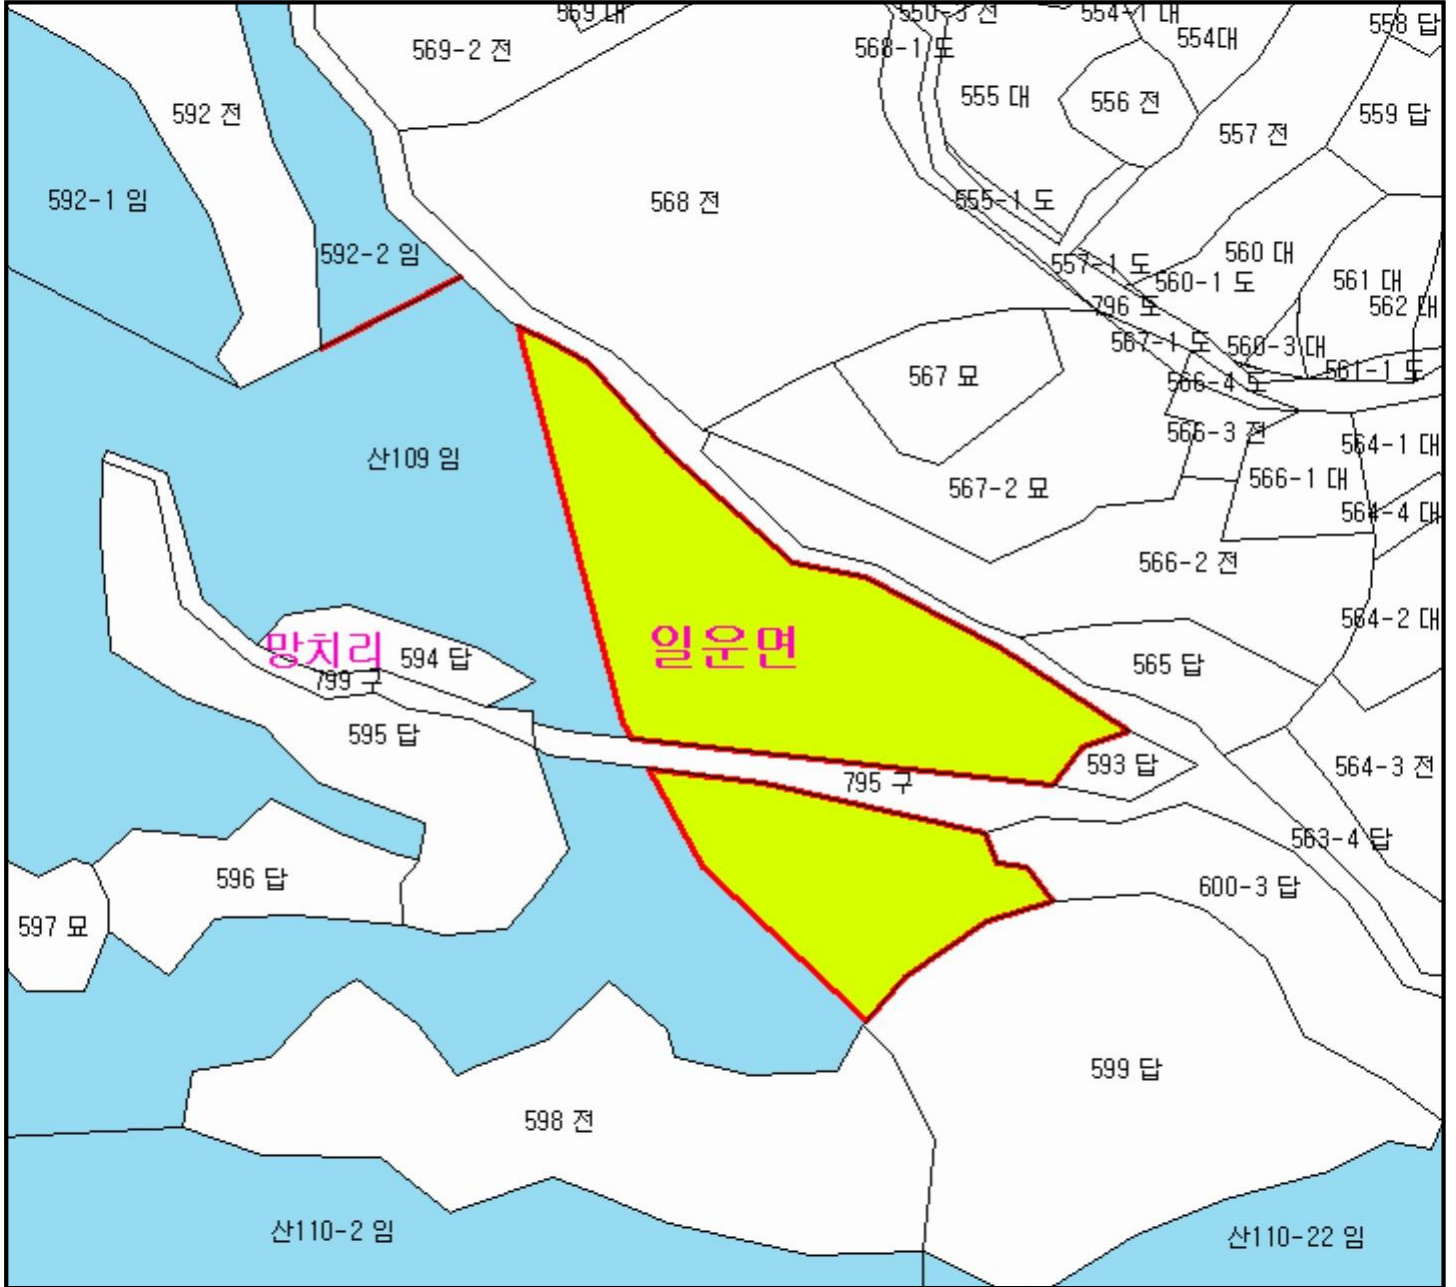 569 대
550-3 전
554-1 대
558 답
569-2 전
568-1 도
554대
592 전
555 대
556 전
557 전
559 답
592-1 임
568 전
555-1 도
592-2 임
557-1 도
560 대
560-1 도
561 대
796 도
562 대
567-1 도
560-3 대
561-1 도
567 묘
566-4 도
566-3 전
564-1 대
산109 임
567-2 묘
566-1 대
564-4 대
566-2 전
564-2 대
망치리
594 답
일운면
565 답
799 구
595 답
593 답
564-3 전
795 구
563-4 답
596 답
600-3 답
597 묘
599 답
598 전
산110-2 임
산110-22 임